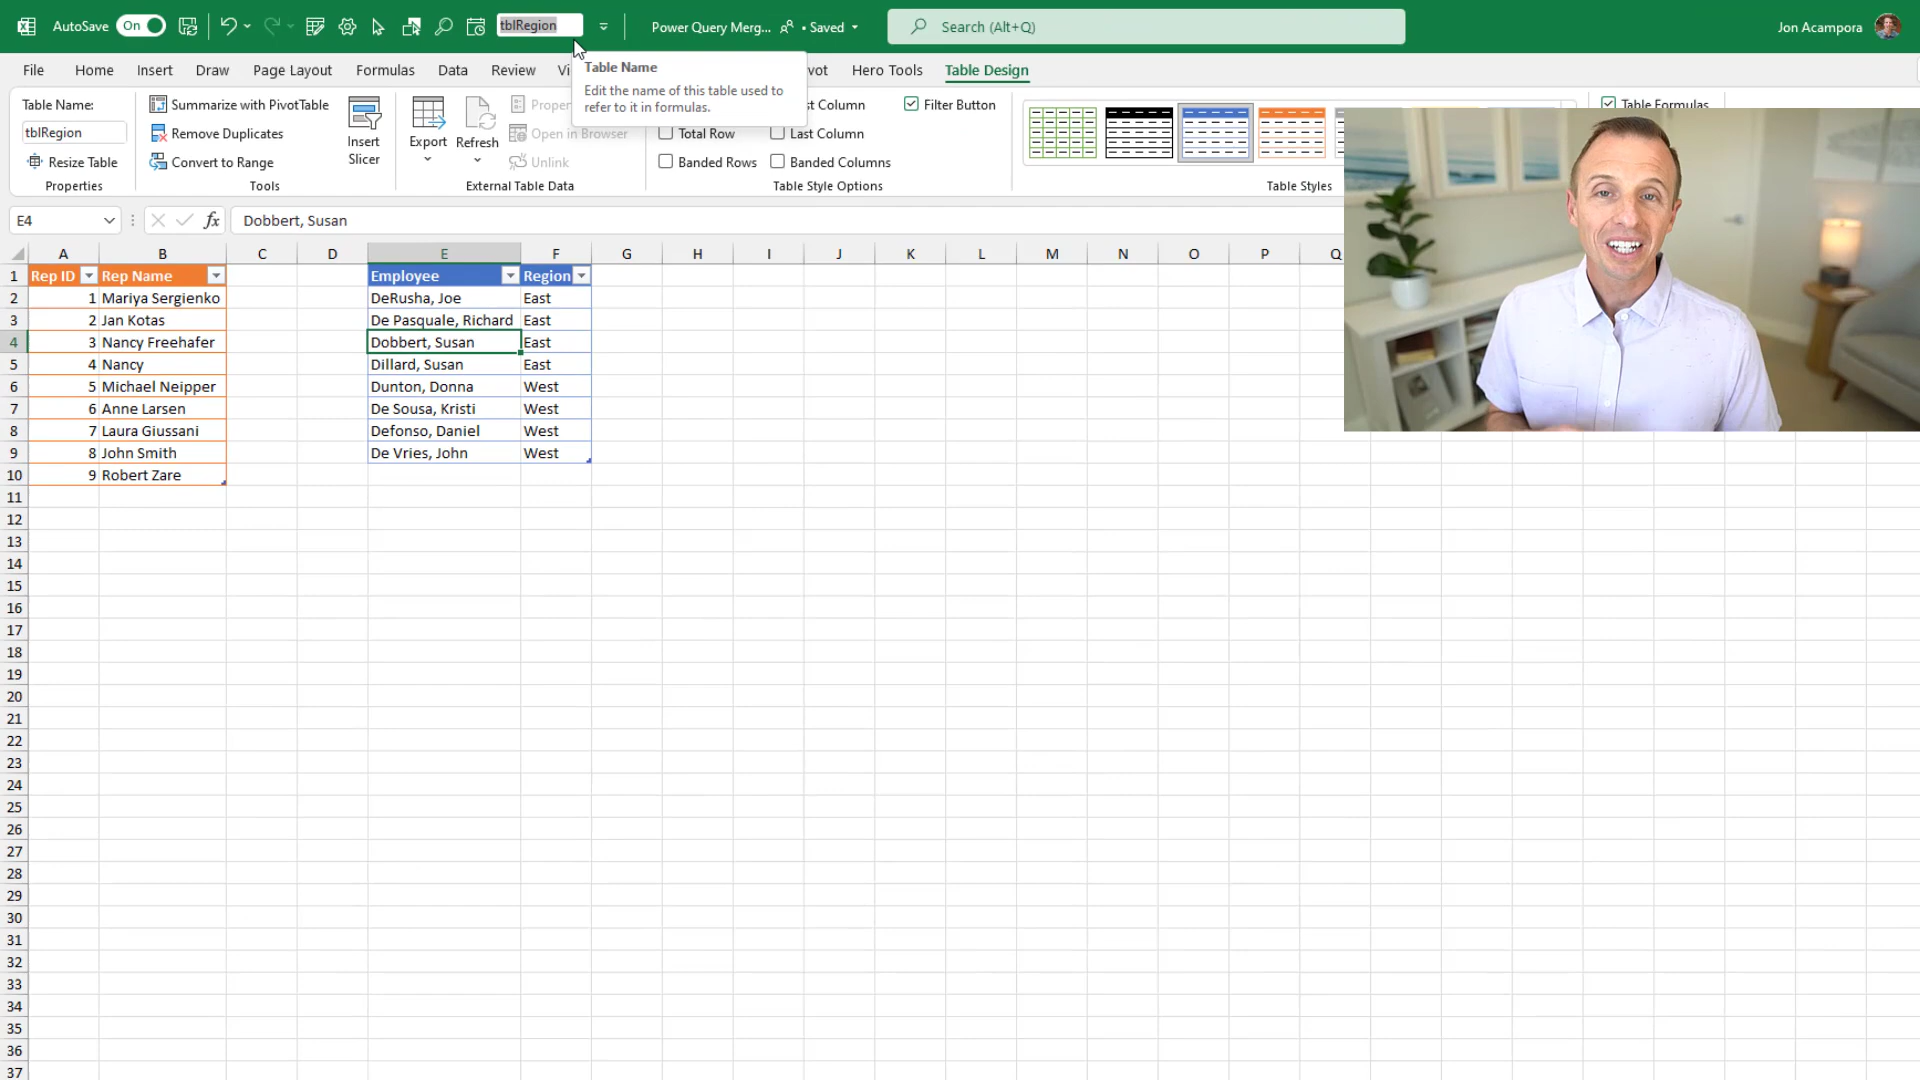 AutoSave On tblRegion Power Query Merg... • Saved Search (Alt+Q) Jon Acampora
File Home Insert Draw Page Layout Formulas Data Review Vi vot Hero Tools Table Design
Table Name
Edit the name of this table used to
refer to it in formulas.
Table Name:
tblRegion
Resize Table
Properties
Summarize with PivotTable
Remove Duplicates
Convert to Range
Tools
Insert
Slicer
Export
Refresh
Proper
Open in Browser
Unlink
External Table Data
st Column
Filter Button
Total Row
Last Column
Banded Rows
Banded Columns
Table Style Options
Table Styles
Table Formulas
E4 fx Dobbert, Susan
A B C D E F G H I J K L M N O P Q
1 Rep ID Rep Name Employee Region
2 1 Mariya Sergienko DeRusha, Joe East
3 2 Jan Kotas De Pasquale, Richard East
4 3 Nancy Freehafer Dobbert, Susan East
5 4 Nancy Dillard, Susan East
6 5 Michael Neipper Dunton, Donna West
7 6 Anne Larsen De Sousa, Kristi West
8 7 Laura Giussani Defonso, Daniel West
9 8 John Smith De Vries, John West
10 9 Robert Zare
11
12
13
14
15
16
17
18
19
20
21
22
23
24
25
26
27
28
29
30
31
32
33
34
35
36
37